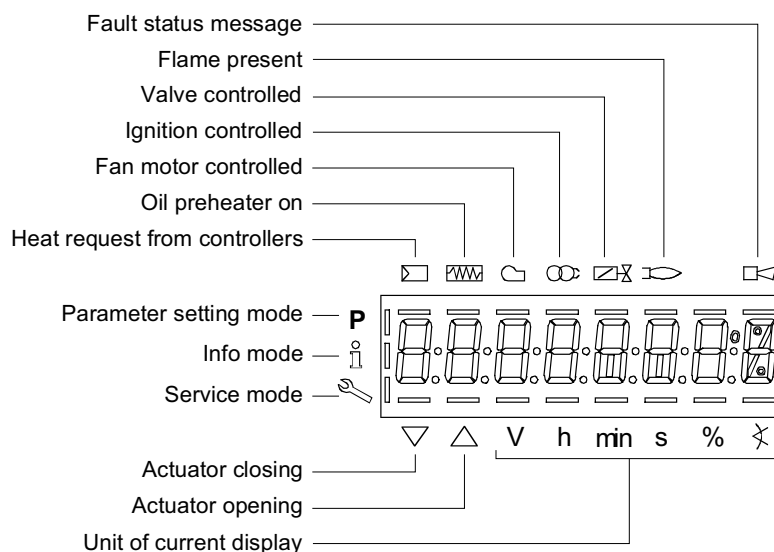 Fault status message
Flame present
Valve controlled
Ignition controlled
Fan motor controlled
Oil preheater on
Heat request from controllers
Parameter setting mode P
Info mode i
Service mode
V h min s %
Actuator closing
Actuator opening
Unit of current display